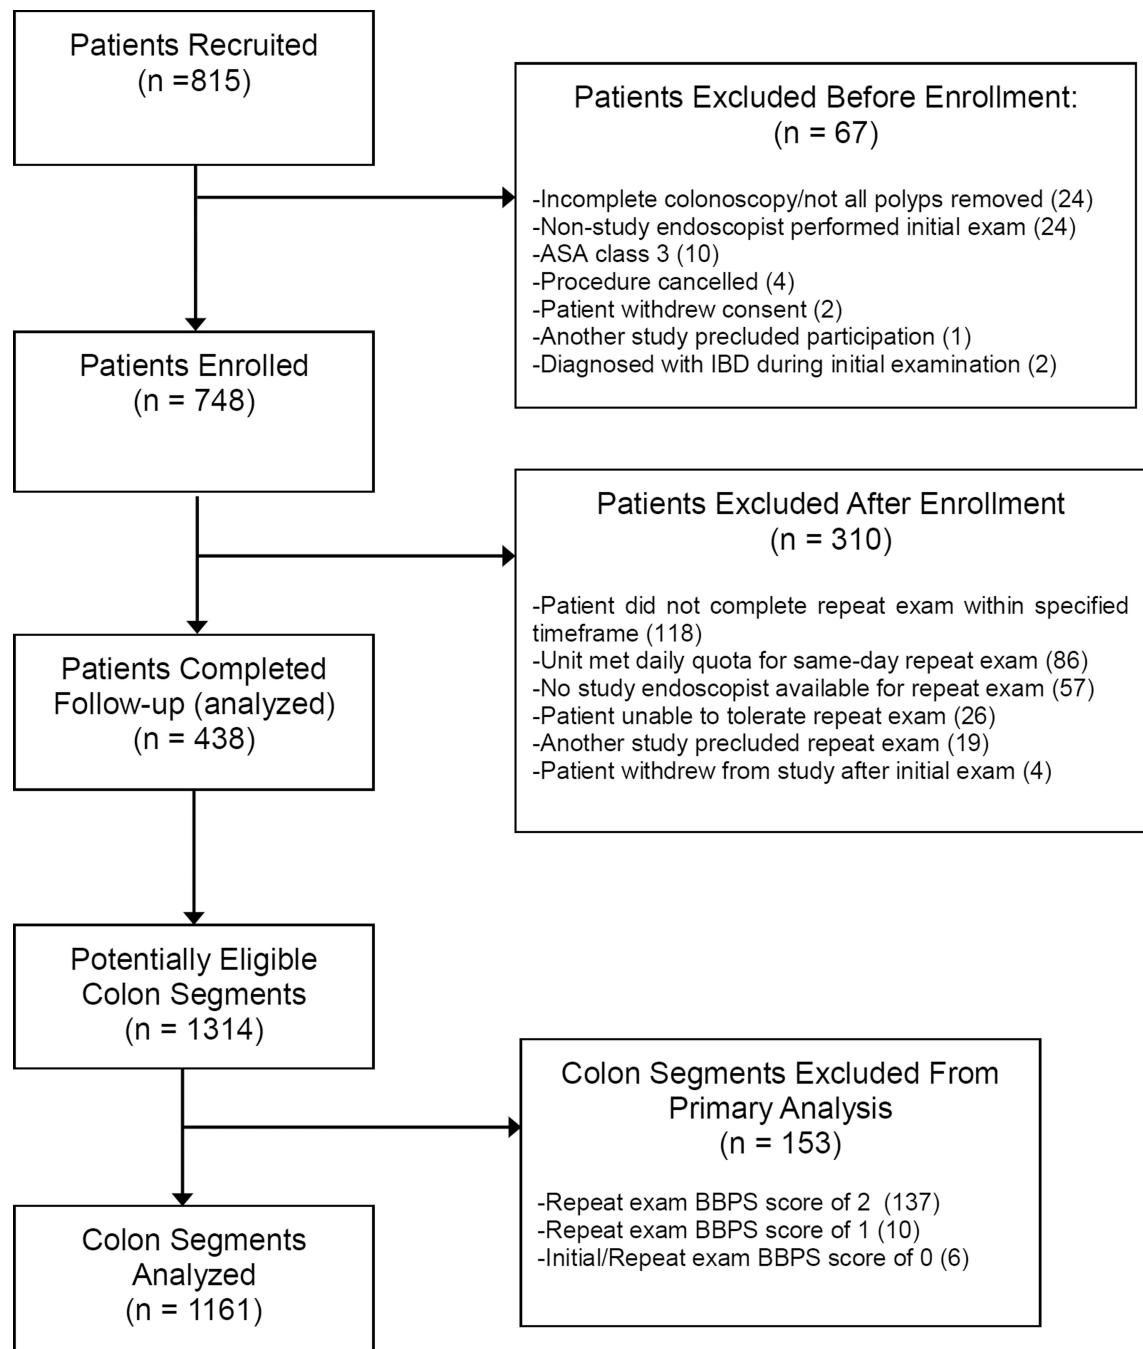 Patients Recruited
(n =815)
Patients Excluded Before Enrollment:
(n = 67)
-Incomplete colonoscopy/not all polyps removed (24)
-Non-study endoscopist performed initial exam (24)
-ASA class 3 (10)
-Procedure cancelled (4)
-Patient withdrew consent (2)
-Another study precluded participation (1)
-Diagnosed with IBD during initial examination (2)
Patients Enrolled
(n = 748)
Patients Excluded After Enrollment
(n = 310)
-Patient did not complete repeat exam within specified
timeframe (118)
-Unit met daily quota for same-day repeat exam (86)
-No study endoscopist available for repeat exam (57)
-Patient unable to tolerate repeat exam (26)
-Another study precluded repeat exam (19)
-Patient withdrew from study after initial exam (4)
Patients Completed
Follow-up (analyzed)
(n = 438)
Potentially Eligible
Colon Segments
(n = 1314)
Colon Segments Excluded From
Primary Analysis
(n = 153)
-Repeat exam BBPS score of 2  (137)
-Repeat exam BBPS score of 1 (10)
-Initial/Repeat exam BBPS score of 0 (6)
Colon Segments
Analyzed
(n = 1161)